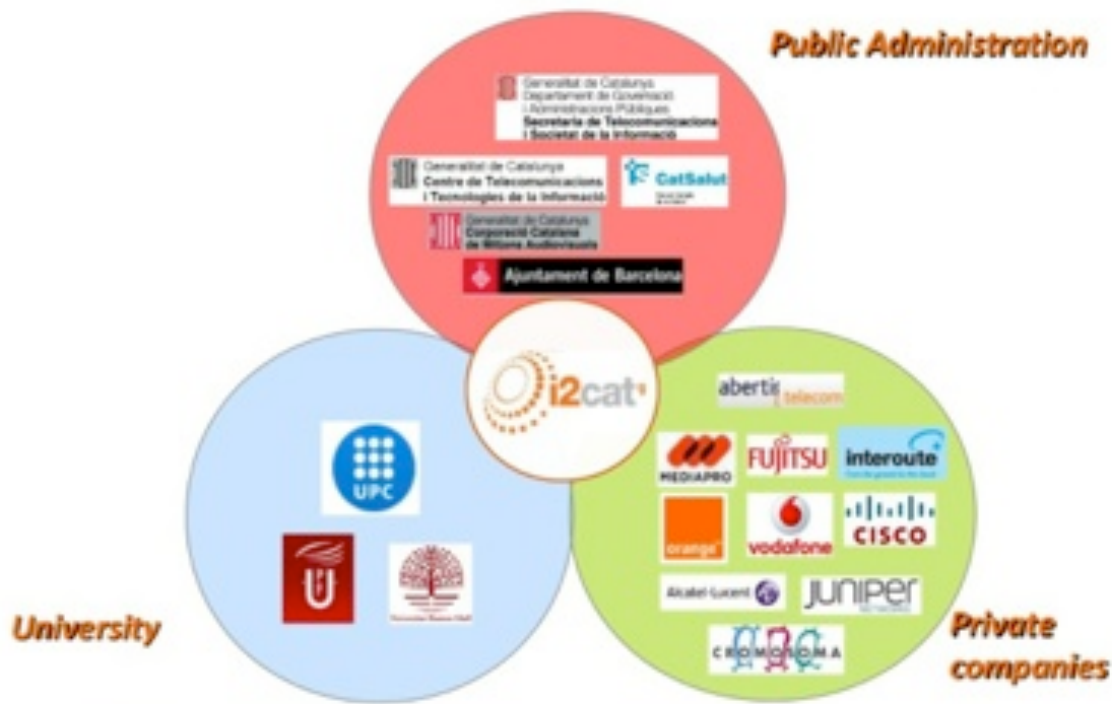 Public Administration
Generalitat de Catalunya
Departament de Governació
i Administracions Públiques
Secretaria de Telecomunicacions
i Societat de la Informació
Generalitat de Catalunya
Centre de Telecomunicacions
i Tecnologies de la Informació
CatSalut
Generalitat de Catalunya
Corporació Catalana
de Mitjans Audiovisuals
Ajuntament de Barcelona
i2cat
abertis
telecom
MEDIAPRO
FUJITSU
interoute
UPC
orange
vodafone
CISCO
U
Alcatel-Lucent
JUNIPER
NETWORKS
University
Private
companies
CROMOSOMA